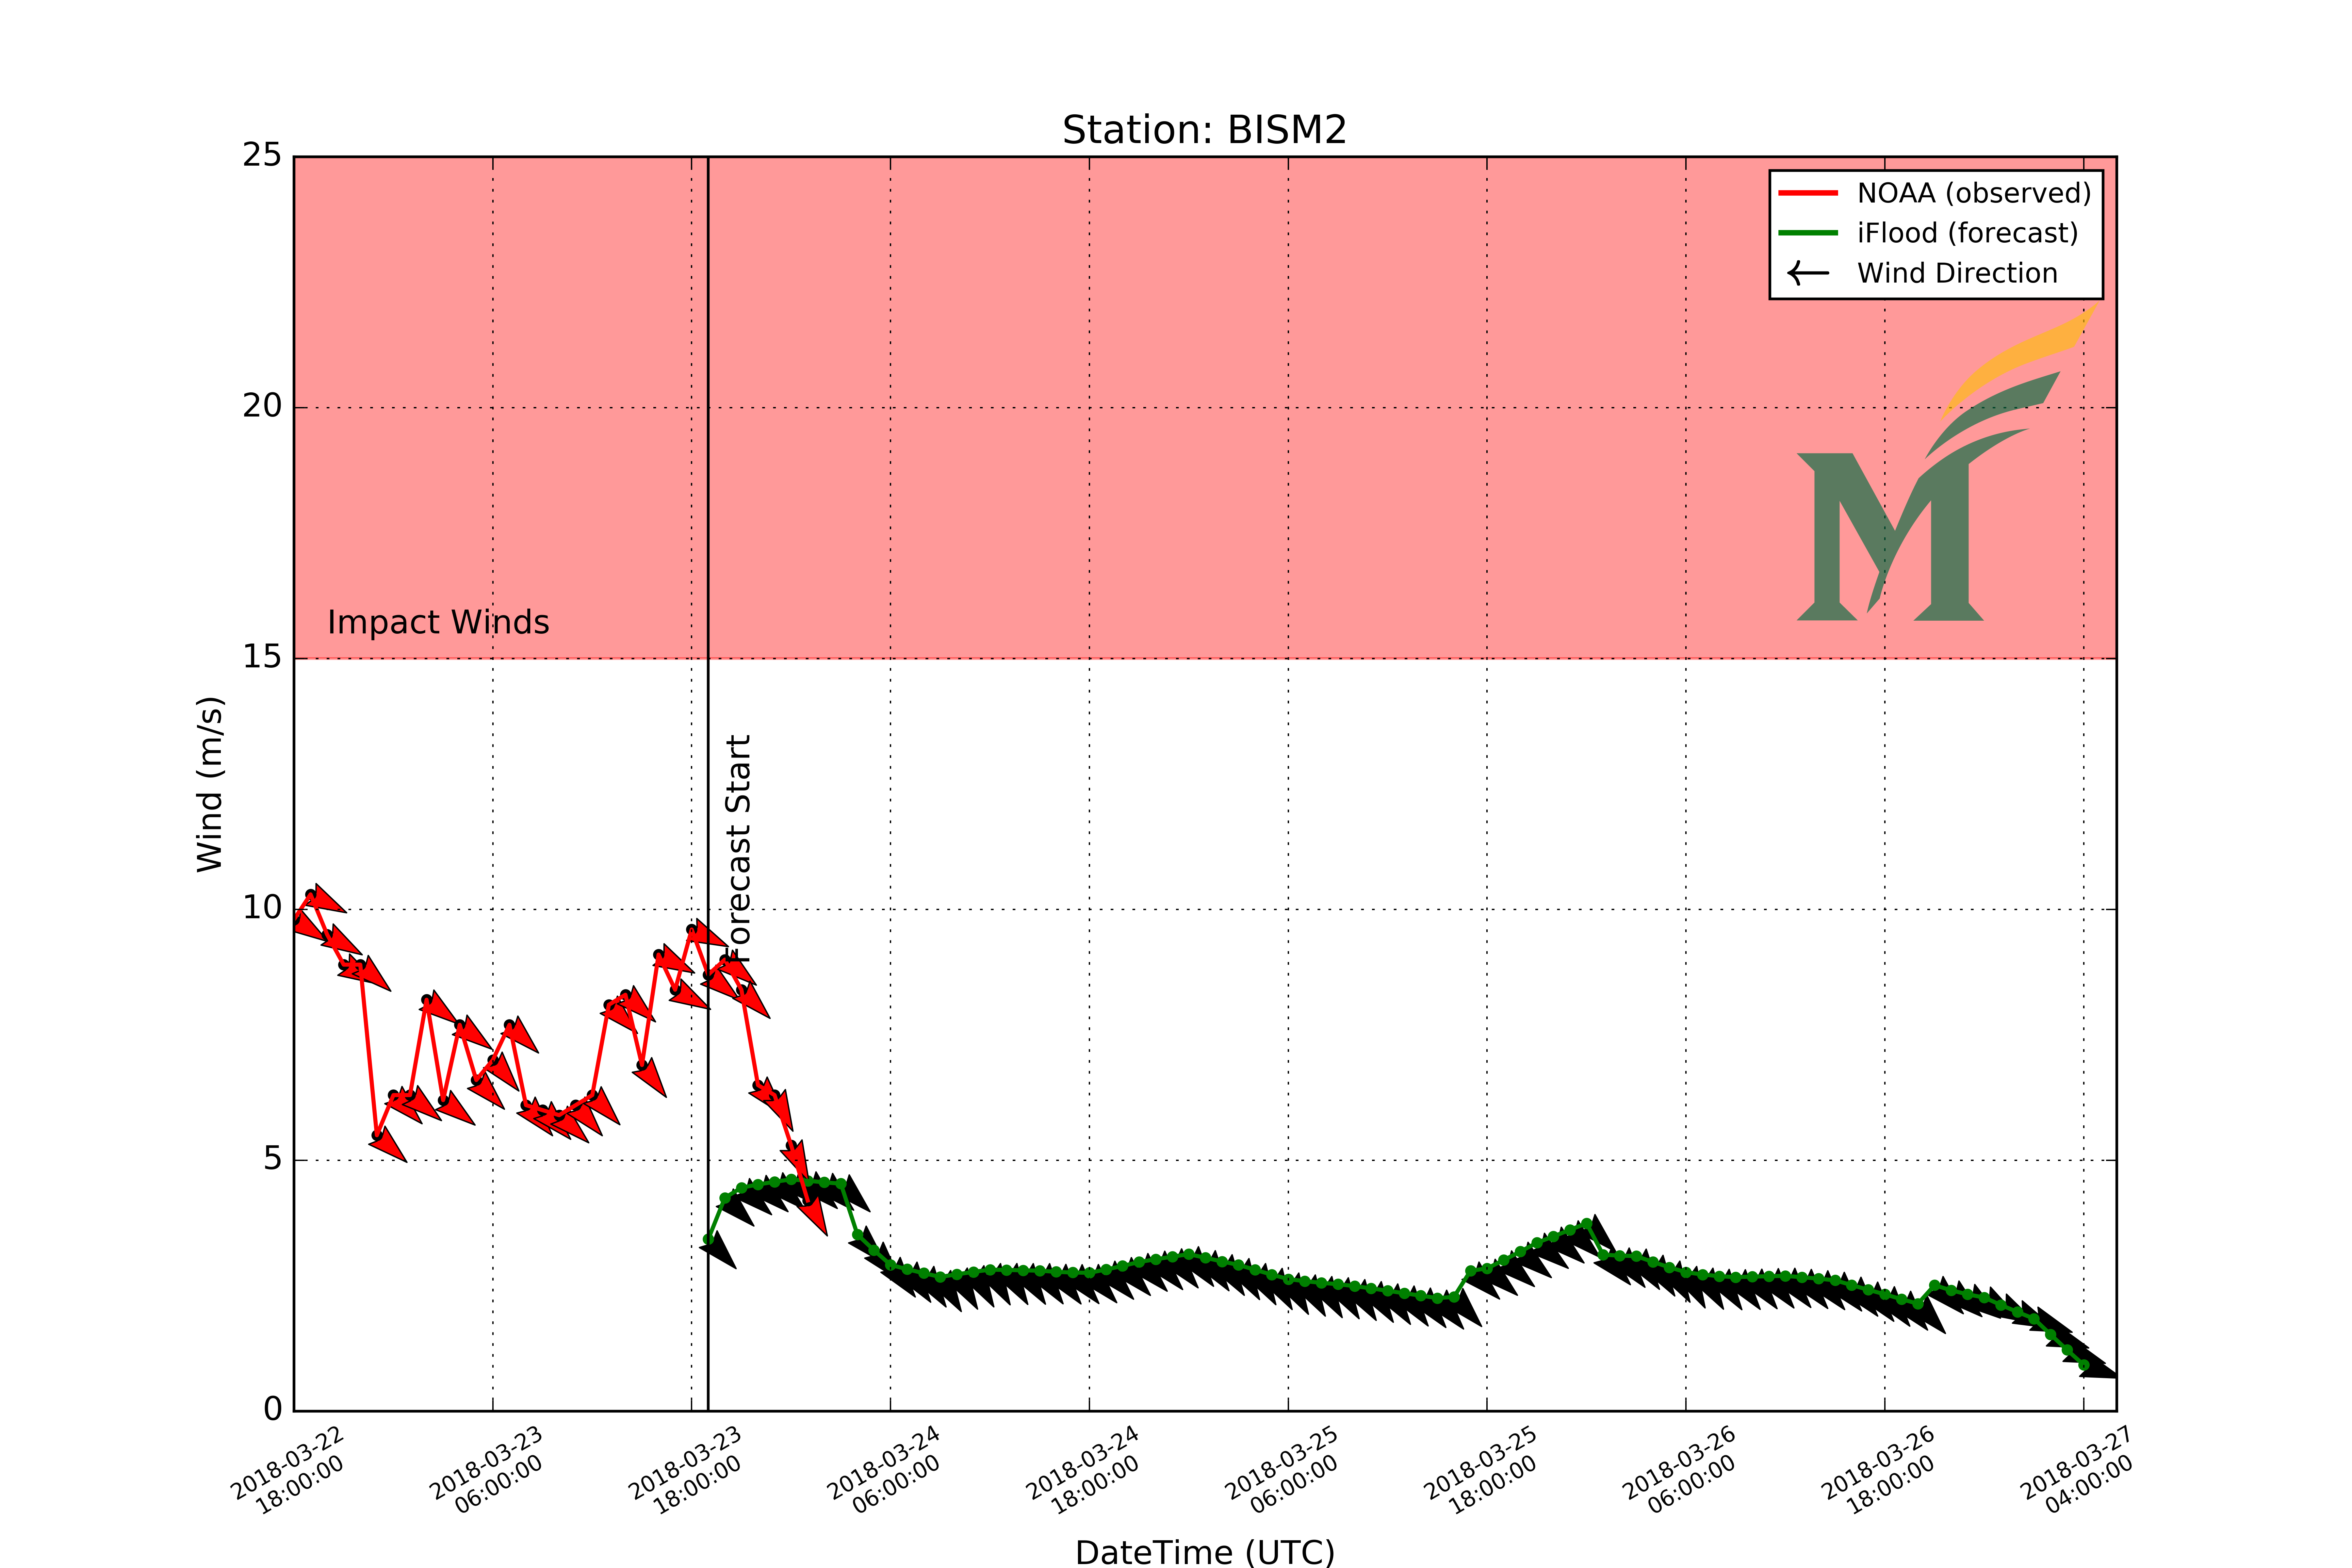 Station: BISM2
25
20
15
10
5
0
Wind (m/s)
NOAA (observed)
iFlood (forecast)
Wind Direction
M
Impact Winds
Forecast Start
2018-03-22
18:00:00
2018-03-23
06:00:00
2018-03-23
18:00:00
2018-03-24
06:00:00
2018-03-24
18:00:00
2018-03-25
06:00:00
2018-03-25
18:00:00
2018-03-26
06:00:00
2018-03-26
18:00:00
2018-03-27
04:00:00
DateTime (UTC)